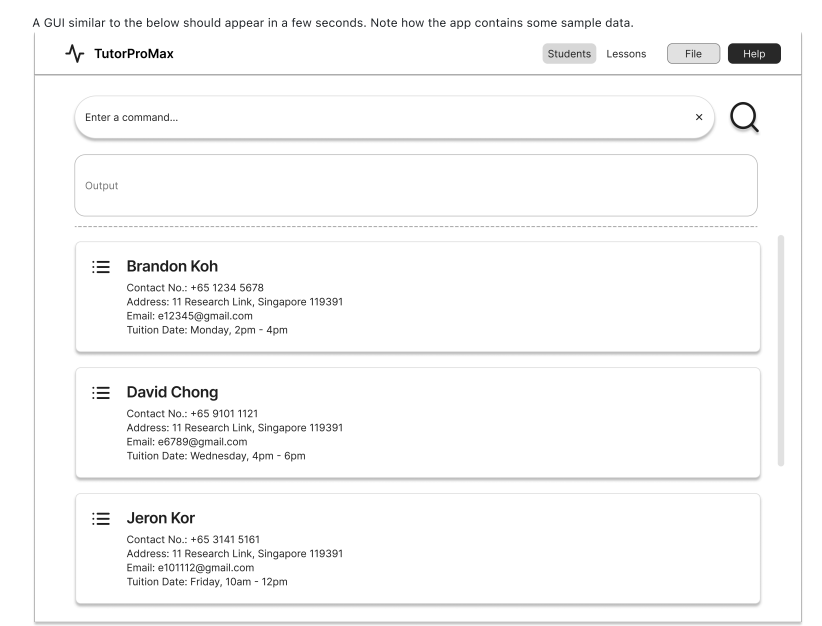 A GUI similar to the below should appear in a few seconds. Note how the app contains some sample data.
TutorProMax
Students
Lessons
File
Help
Enter a command...
×
Output
Brandon Koh
Contact No.: +65 1234 5678
Address: 11 Research Link, Singapore 119391
Email: e12345@gmail.com
Tuition Date: Monday, 2pm - 4pm
David Chong
Contact No.: +65 9101 1121
Address: 11 Research Link, Singapore 119391
Email: e6789@gmail.com
Tuition Date: Wednesday, 4pm - 6pm
Jeron Kor
Contact No.: +65 3141 5161
Address: 11 Research Link, Singapore 119391
Email: e101112@gmail.com
Tuition Date: Friday, 10am - 12pm